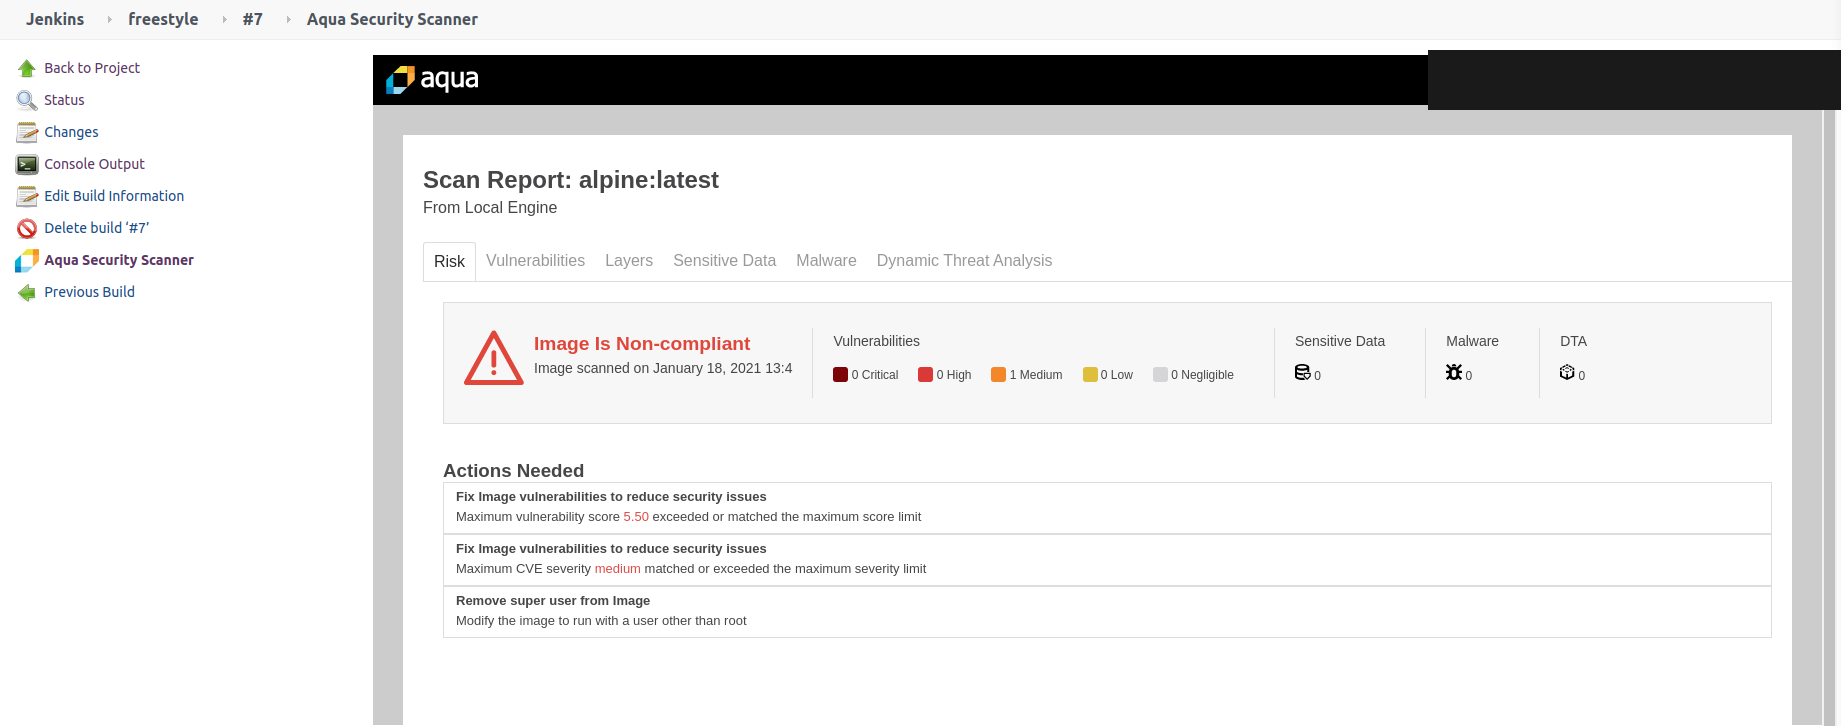 Jenkins freestyle #7 Aqua Security Scanner
Back to Project
Status
Changes
Console Output
Edit Build Information
Delete build ‘#7’
Aqua Security Scanner
Previous Build
aqua
Scan Report: alpine:latest
From Local Engine
Risk Vulnerabilities Layers Sensitive Data Malware Dynamic Threat Analysis
Image Is Non-compliant
Image scanned on January 18, 2021 13:4
Vulnerabilities
0 Critical 0 High 1 Medium 0 Low 0 Negligible
Sensitive Data
0
Malware
0
DTA
0
Actions Needed
Fix Image vulnerabilities to reduce security issues
Maximum vulnerability score 5.50 exceeded or matched the maximum score limit
Fix Image vulnerabilities to reduce security issues
Maximum CVE severity medium matched or exceeded the maximum severity limit
Remove super user from Image
Modify the image to run with a user other than root